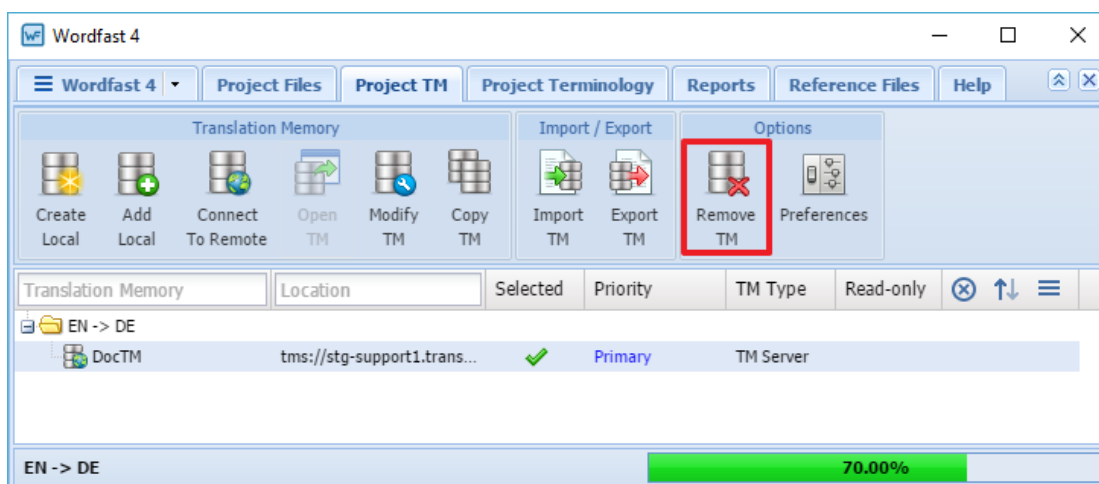 Wordfast 4
Wordfast 4 Project Files Project TM Project Terminology Reports Reference Files Help
Translation Memory Import / Export Options
Create Local
Add Local
Connect To Remote
Open TM
Modify TM
Copy TM
Import TM
Export TM
Remove TM
Preferences
Translation Memory Location Selected Priority TM Type Read-only
EN -> DE
DocTM tms://stg-support1.trans... Primary TM Server
EN -> DE 70.00%